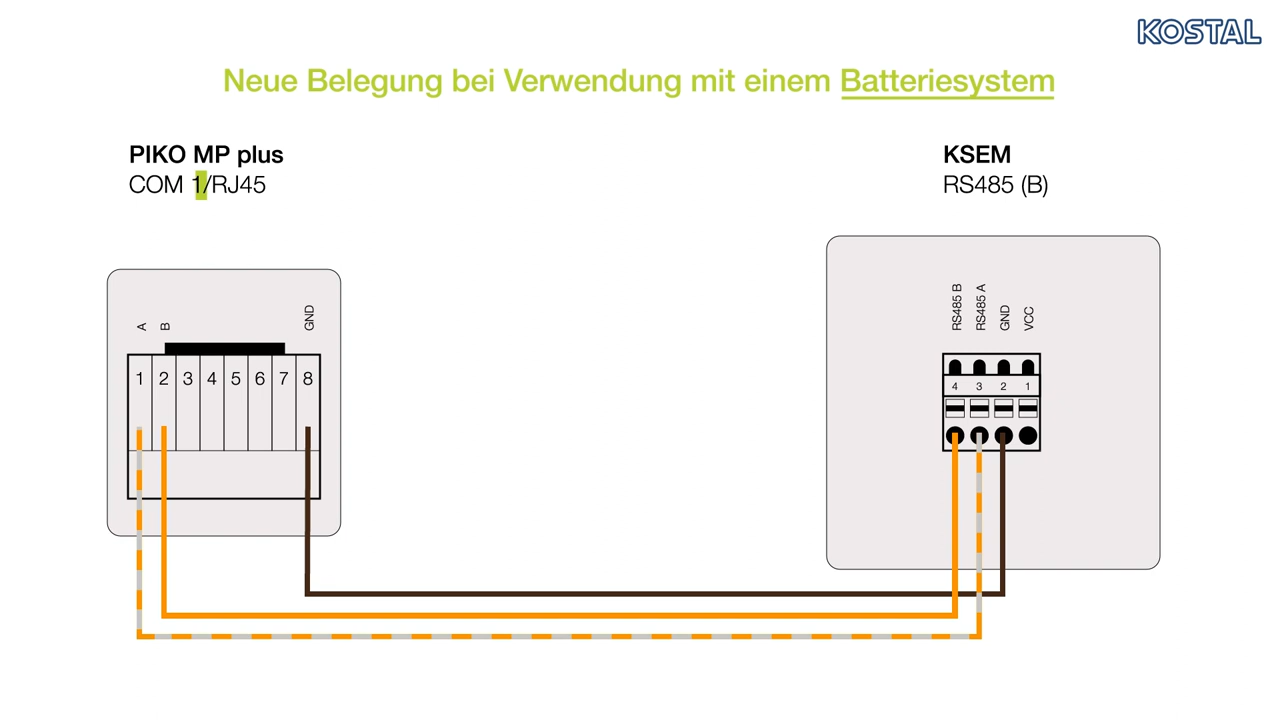 KOSTAL
Neue Belegung bei Verwendung mit einem Batteriesystem
PIKO MP plus
COM 1/RJ45
KSEM
RS485 (B)
A
B
GND
1 2 3 4 5 6 7 8
RS485 B
RS485 A
GND
VCC
4 3 2 1